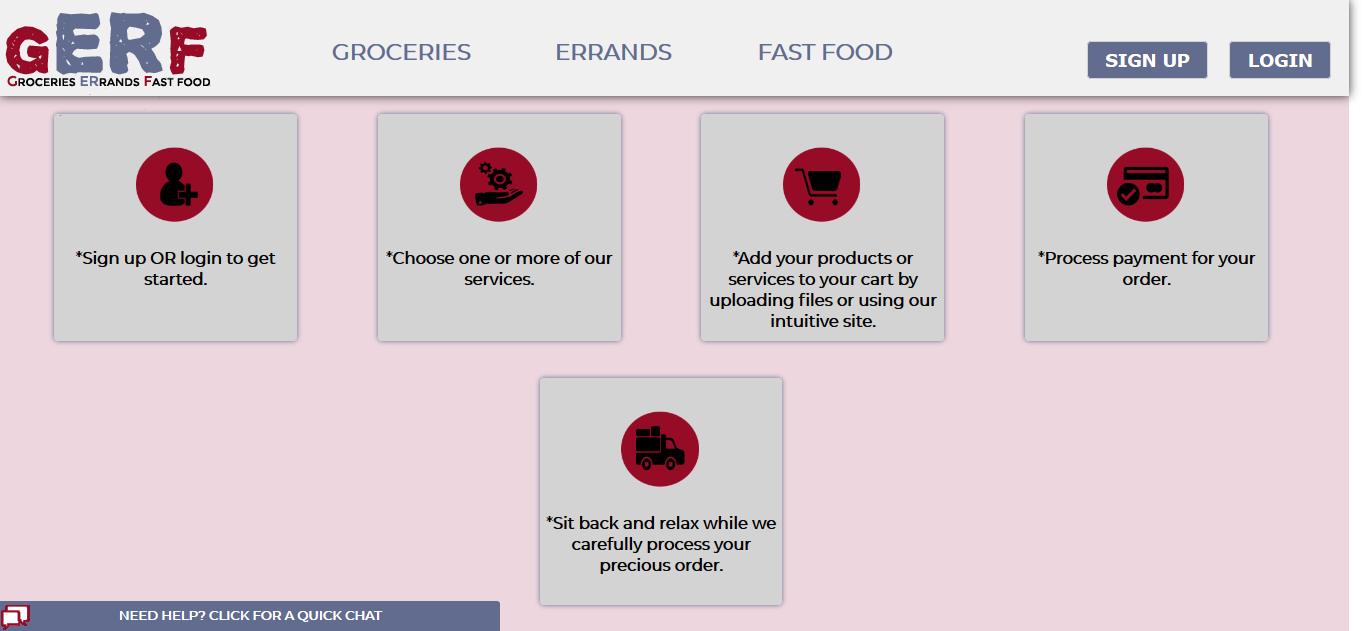 GERF
GROCERIES ERRANDS FAST FOOD
GROCERIES
ERRANDS
FAST FOOD
SIGN UP
LOGIN
*Sign up OR login to get
started.
*Choose one or more of our
services.
*Add your products or
services to your cart by
uploading files or using our
intuitive site.
*Process payment for your
order.
*Sit back and relax while we
carefully process your
precious order.
NEED HELP? CLICK FOR A QUICK CHAT